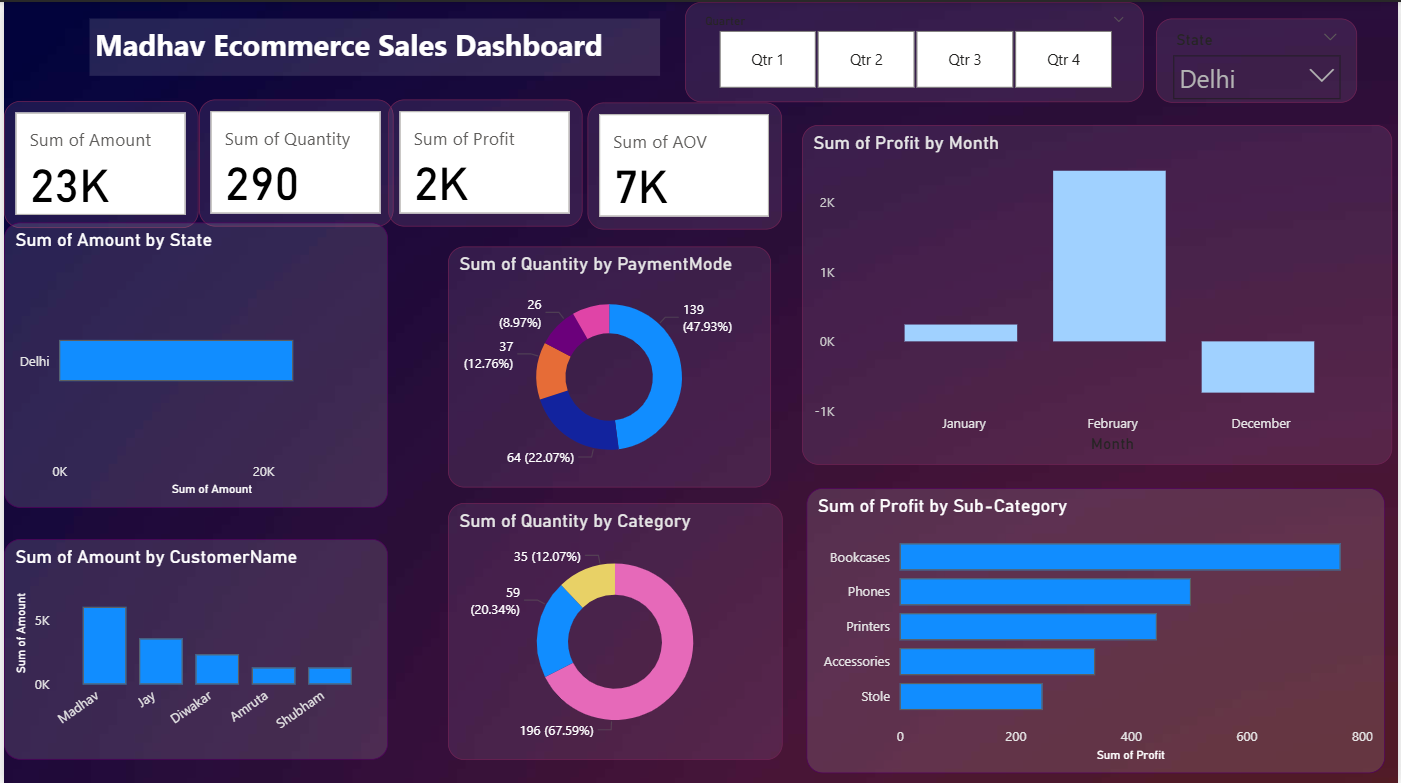 Madhav Ecommerce Sales Dashboard
Qtr 1
Qtr 2
Qtr 3
Qtr 4
State
Delhi
Sum of Amount
23K
Sum of Quantity
290
Sum of Profit
2K
Sum of AOV
7K
Sum of Amount by State
Delhi
0K
20K
Sum of Amount
Sum of Quantity by PaymentMode
26
(8.97%)
37
(12.76%)
64 (22.07%)
139
(47.93%)
Sum of Profit by Month
2K
1K
0K
-1K
January
February
December
Month
Sum of Amount by CustomerName
Sum of Amount
5K
0K
Madhav
Jay
Diwakar
Amruta
Shubham
Sum of Quantity by Category
35 (12.07%)
59
(20.34%)
196 (67.59%)
Sum of Profit by Sub-Category
Bookcases
Phones
Printers
Accessories
Stole
0
200
400
600
800
Sum of Profit